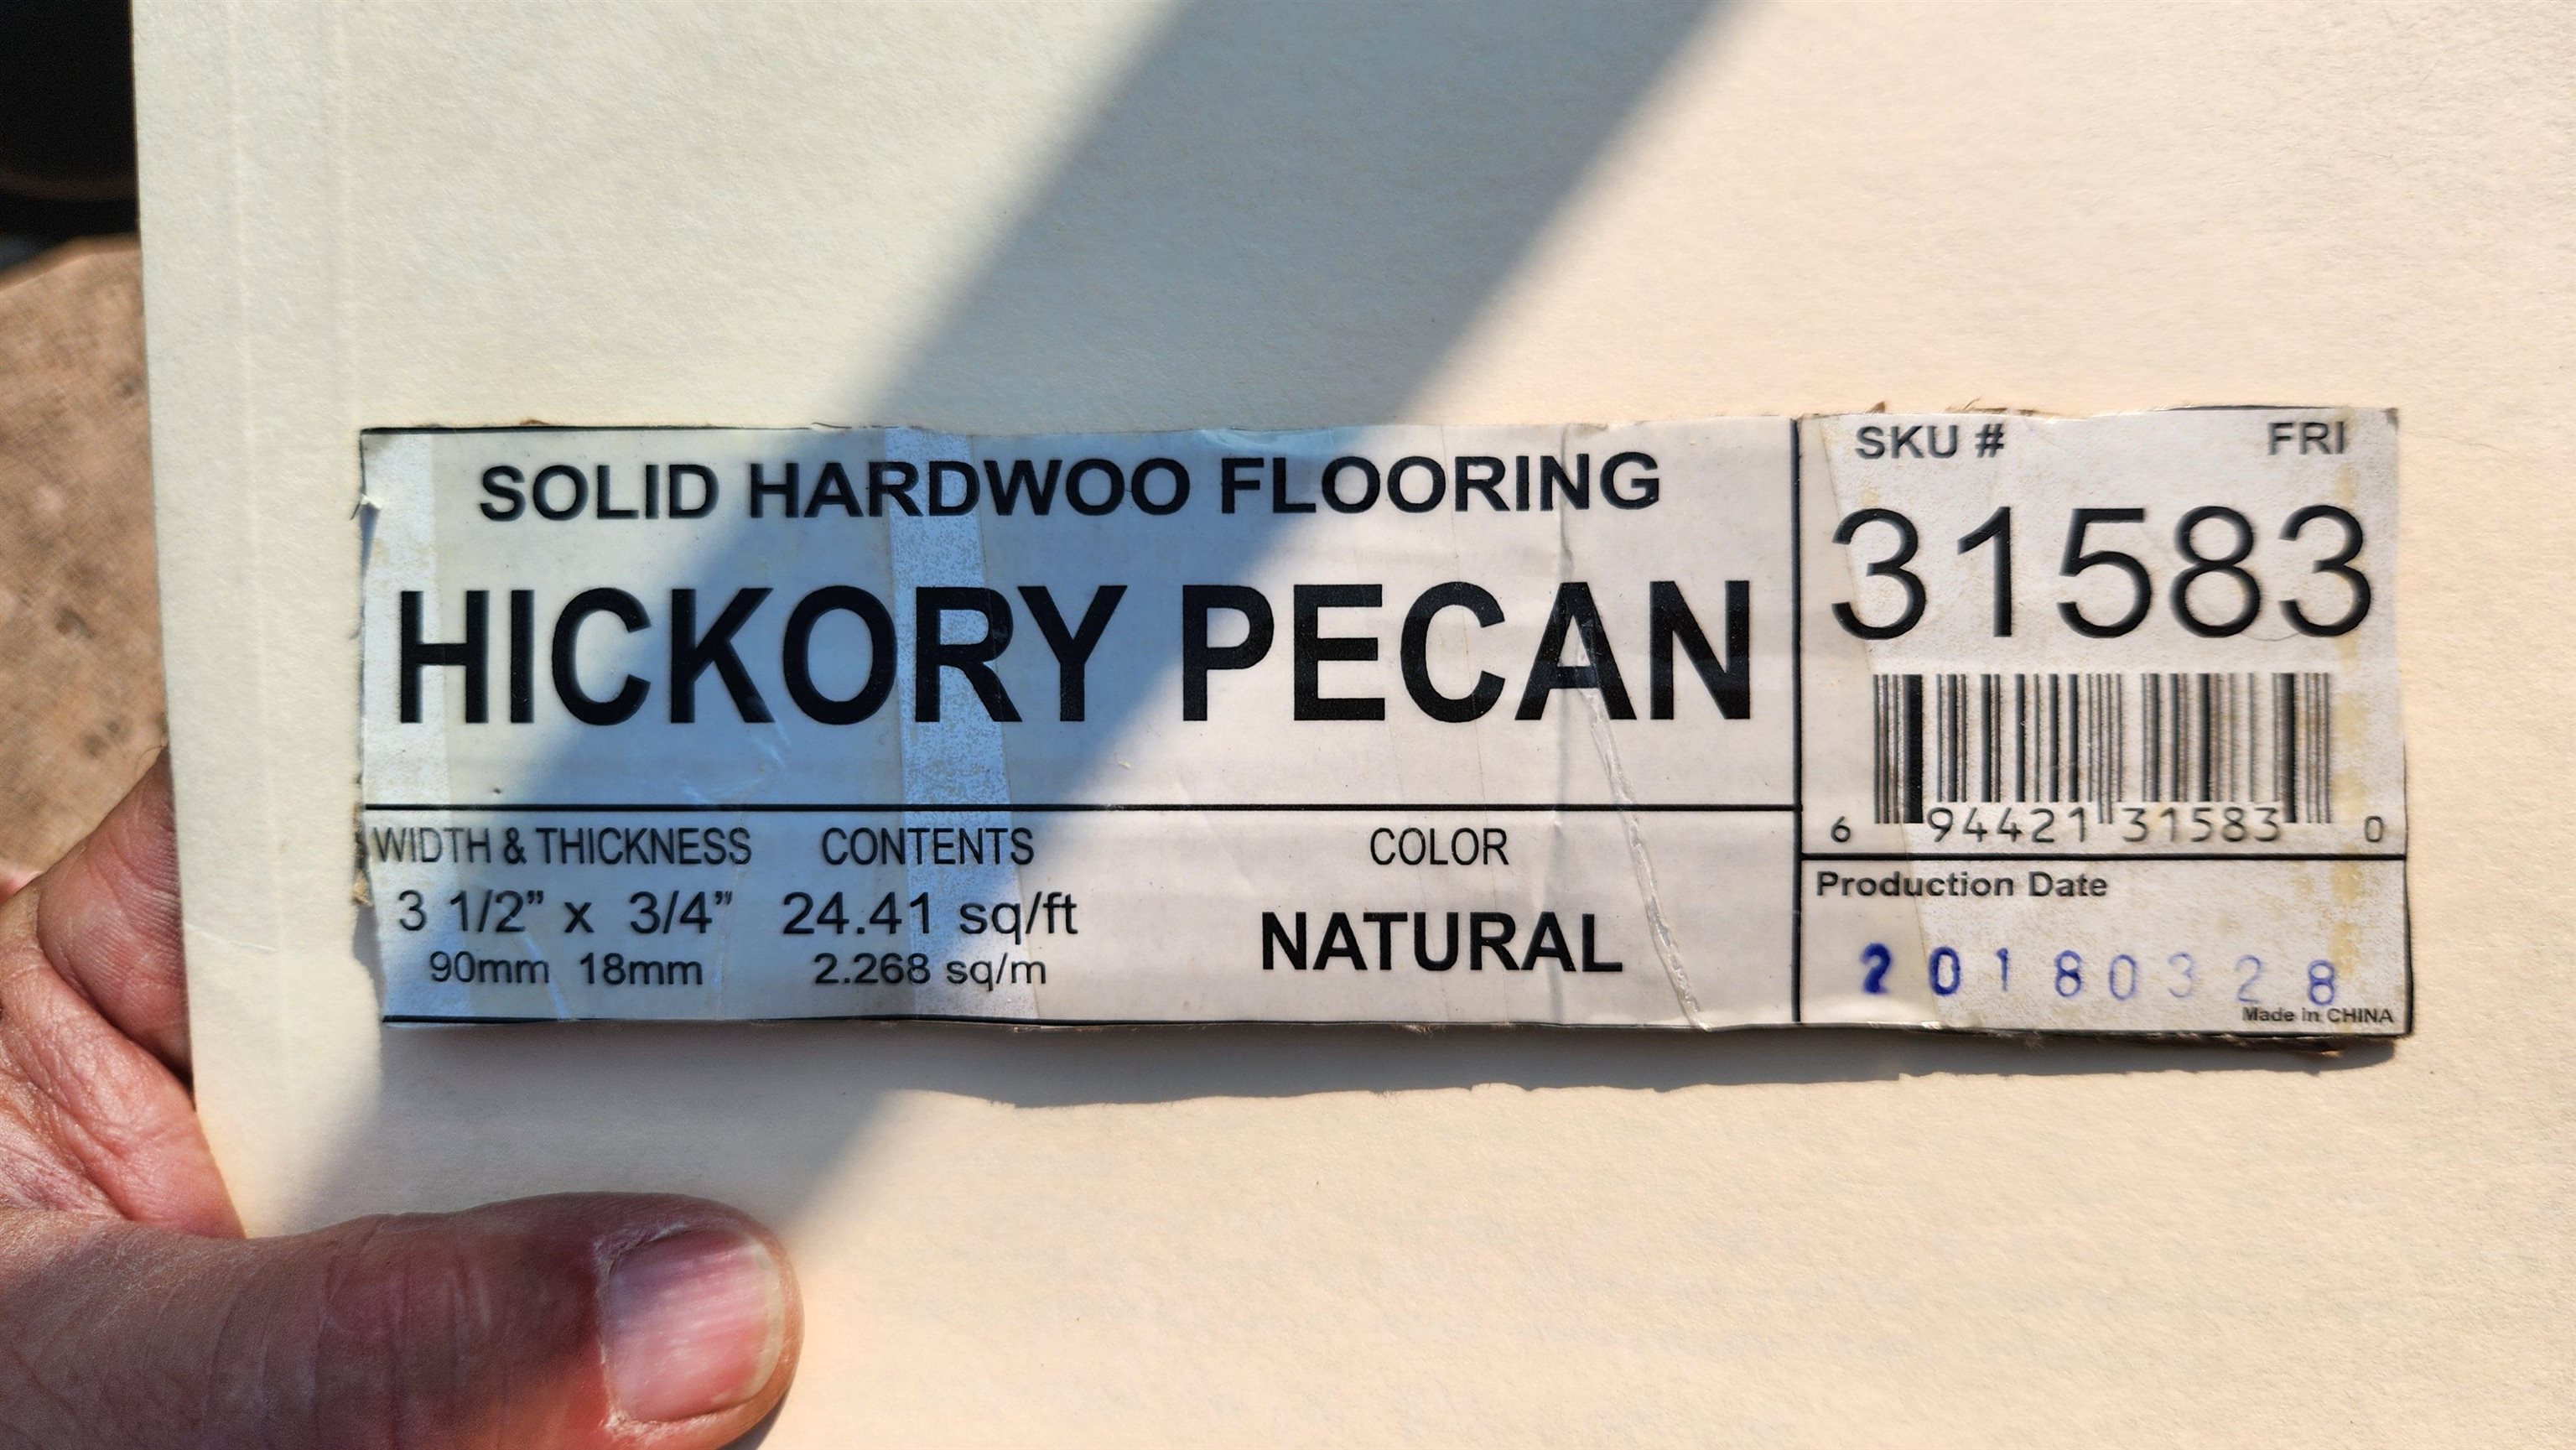 SOLID HARDWOO FLOORING
HICKORY PECAN
WIDTH & THICKNESS
3 1/2” x 3/4”
90mm 18mm
CONTENTS
24.41 sq/ft
2.268 sq/m
COLOR
NATURAL
SKU # FRI
31583
6 94421 31583 0
Production Date
20180328
Made in CHINA